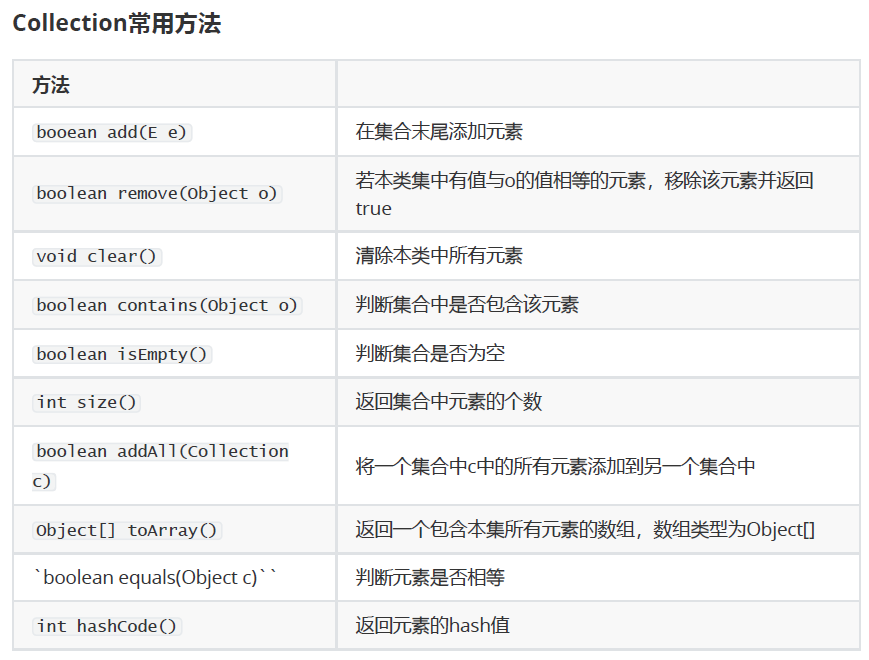 Collection常用方法
方法
booean add(E e)
在集合末尾添加元素
boolean remove(Object o)
若本类集中有值与o的值相等的元素，移除该元素并返回
true
void clear()
清除本类中所有元素
boolean contains(Object o)
判断集合中是否包含该元素
boolean isEmpty()
判断集合是否为空
int size()
返回集合中元素的个数
boolean addAll(Collection
c)
将一个集合中c中的所有元素添加到另一个集合中
Object[] toArray()
返回一个包含本集所有元素的数组，数组类型为Object[]
`boolean equals(Object c)``
判断元素是否相等
int hashCode()
返回元素的hash值